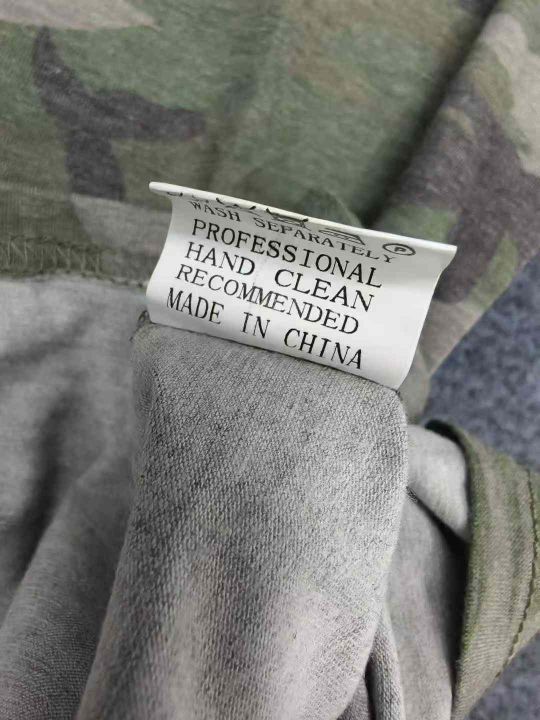 WASH SEPARATELY
PROFESSIONAL
HAND CLEAN
RECOMMENDED
MADE IN CHINA
P